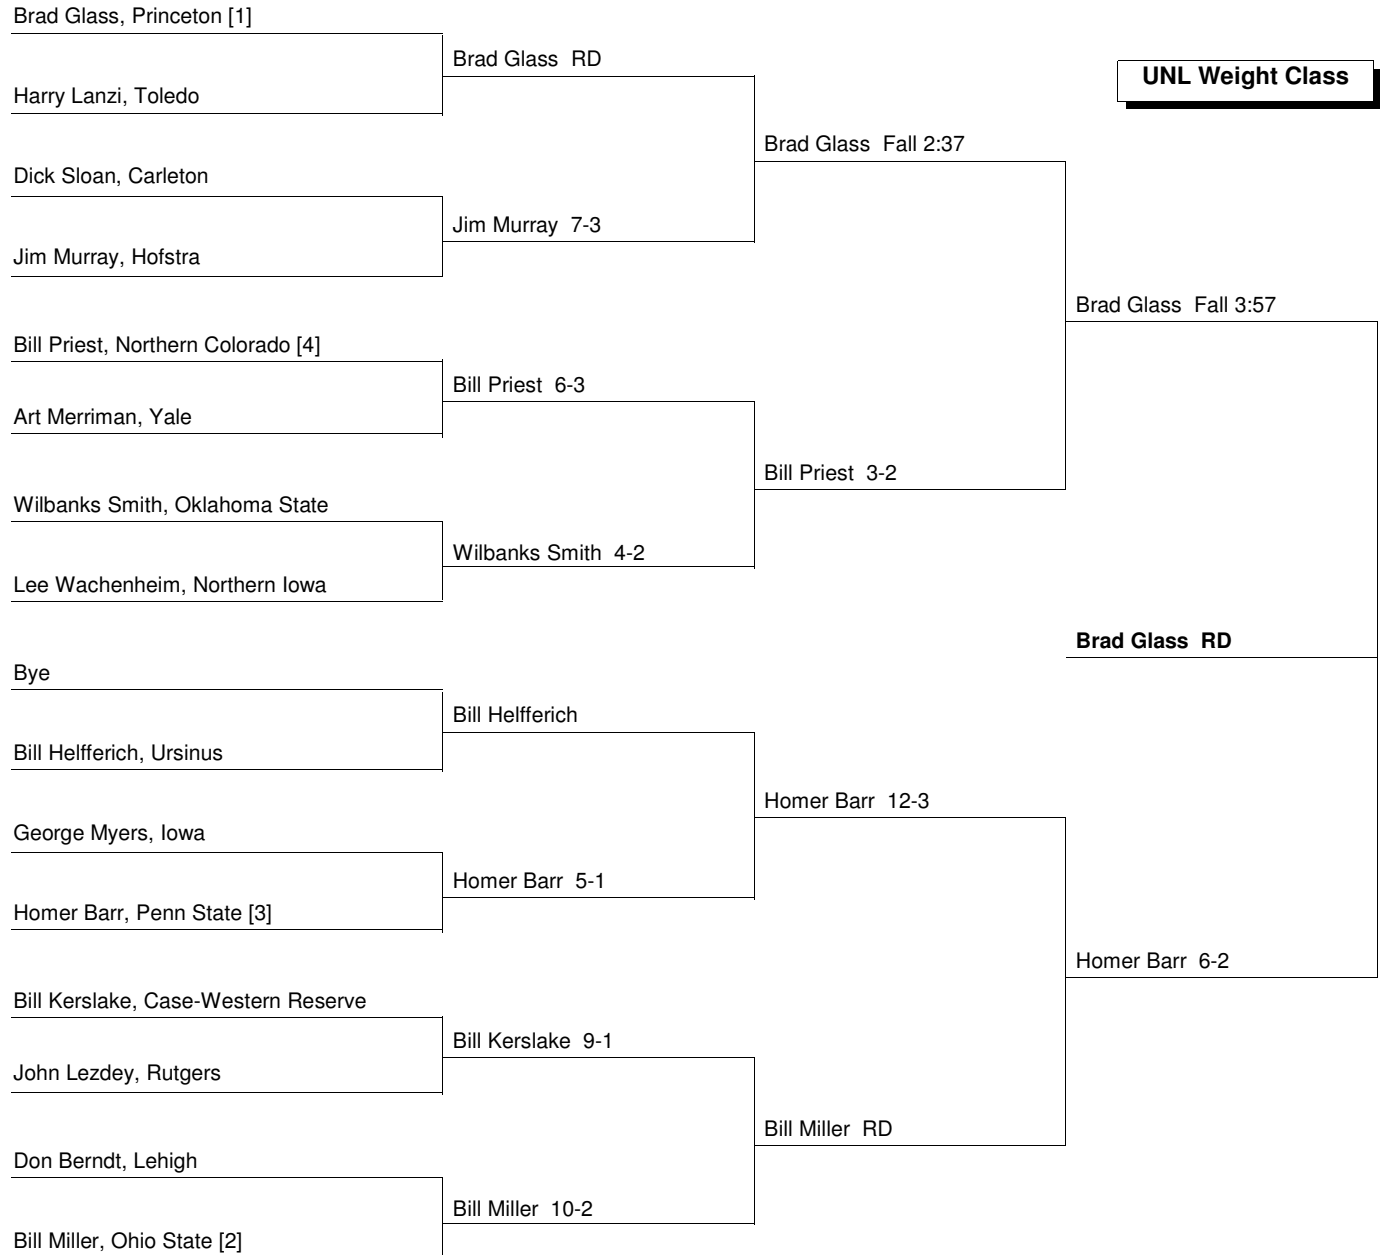 Brad Glass, Princeton [1]
Harry Lanzi, Toledo
Dick Sloan, Carleton
Jim Murray, Hofstra
Bill Priest, Northern Colorado [4]
Art Merriman, Yale
Wilbanks Smith, Oklahoma State
Lee Wachenheim, Northern Iowa
Bye
Bill Helfferich, Ursinus
George Myers, Iowa
Homer Barr, Penn State [3]
Bill Kerslake, Case-Western Reserve
John Lezdey, Rutgers
Don Berndt, Lehigh
Bill Miller, Ohio State [2]
Brad Glass RD
Jim Murray 7-3
Bill Priest 6-3
Wilbanks Smith 4-2
Bill Helfferich
Homer Barr 5-1
Bill Kerslake 9-1
Bill Miller 10-2
Brad Glass Fall 2:37
Bill Priest 3-2
Homer Barr 12-3
Bill Miller RD
UNL Weight Class
Brad Glass Fall 3:57
Brad Glass RD
Homer Barr 6-2